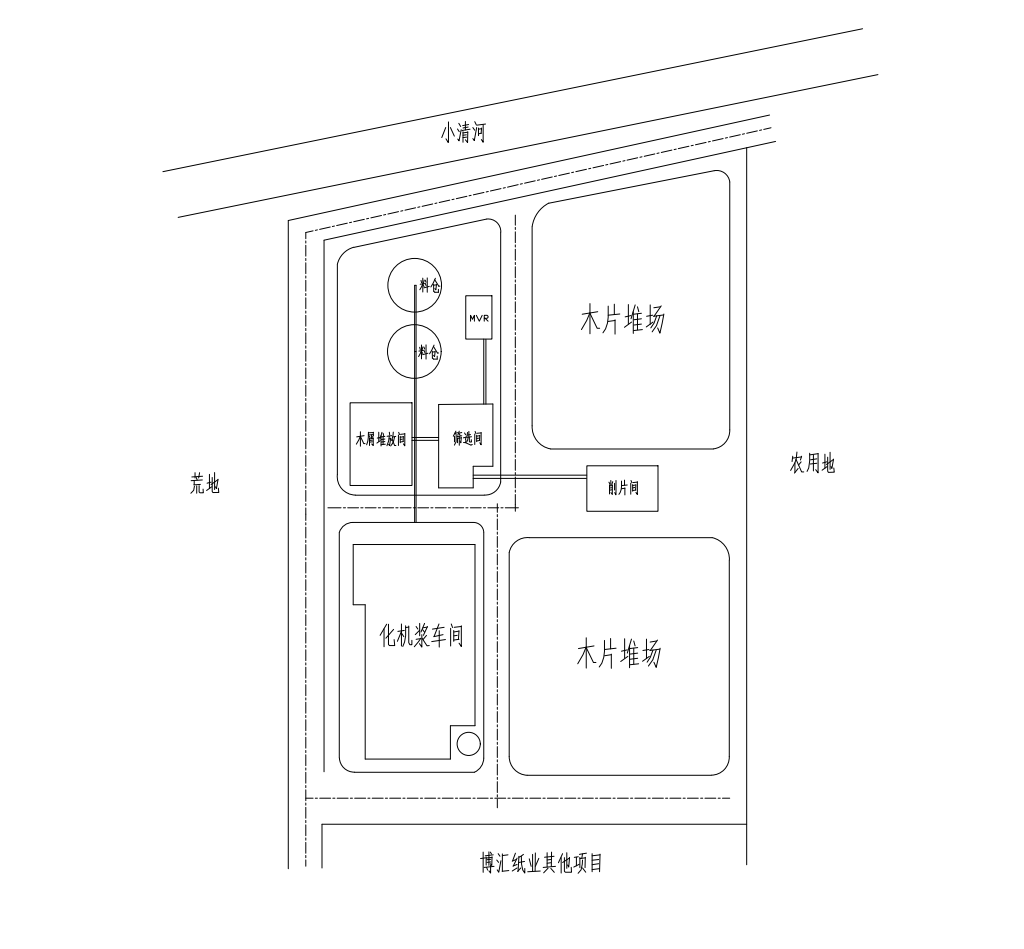 小清河
料仓
木片堆场
MVR
料仓
木屑堆放间
筛选间
农用地
荒地
削片间
化机浆车间
木片堆场
博汇纸业其他项目